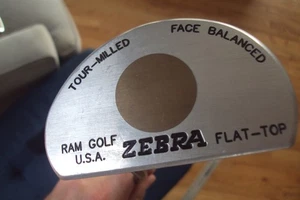 TOUR-MILLED
FACE BALANCED
RAM GOLF
U.S.A.
ZEBRA
FLAT-TOP